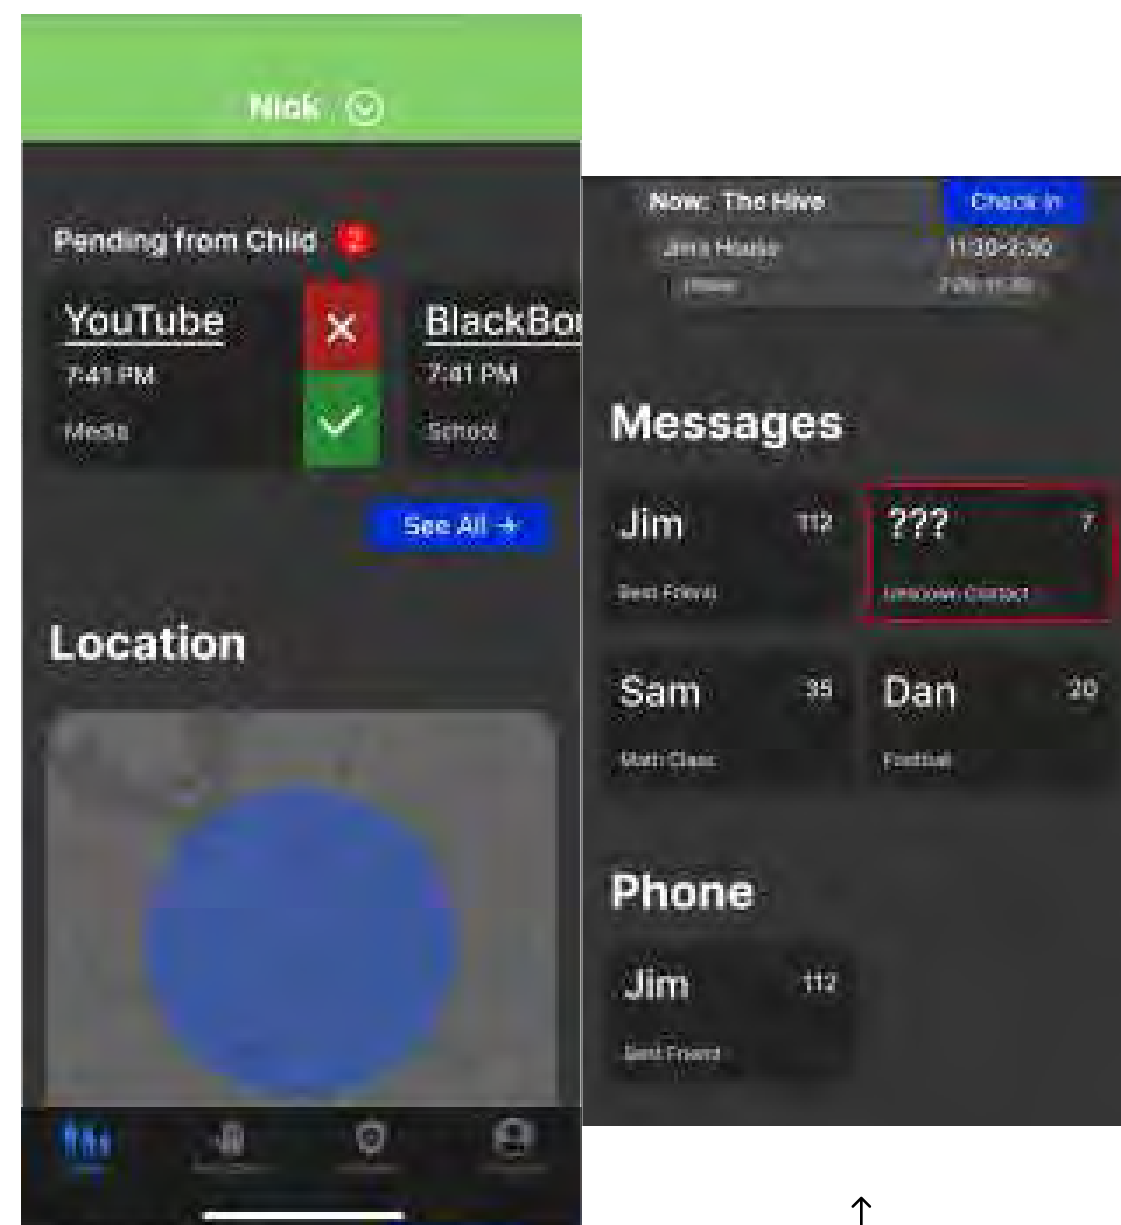 Nick
Pending from Child 2
YouTube
7:41 PM
Media
BlackBo
7:41 PM
School
See All →
Location
Now: The Hive
Check in
Jim's House
11:30-2:30
Messages
Jim 112
Best Friend
??? 7
Unknown Contact
Sam 35
Math Class
Dan 20
Football
Phone
Jim 112
Best Friend